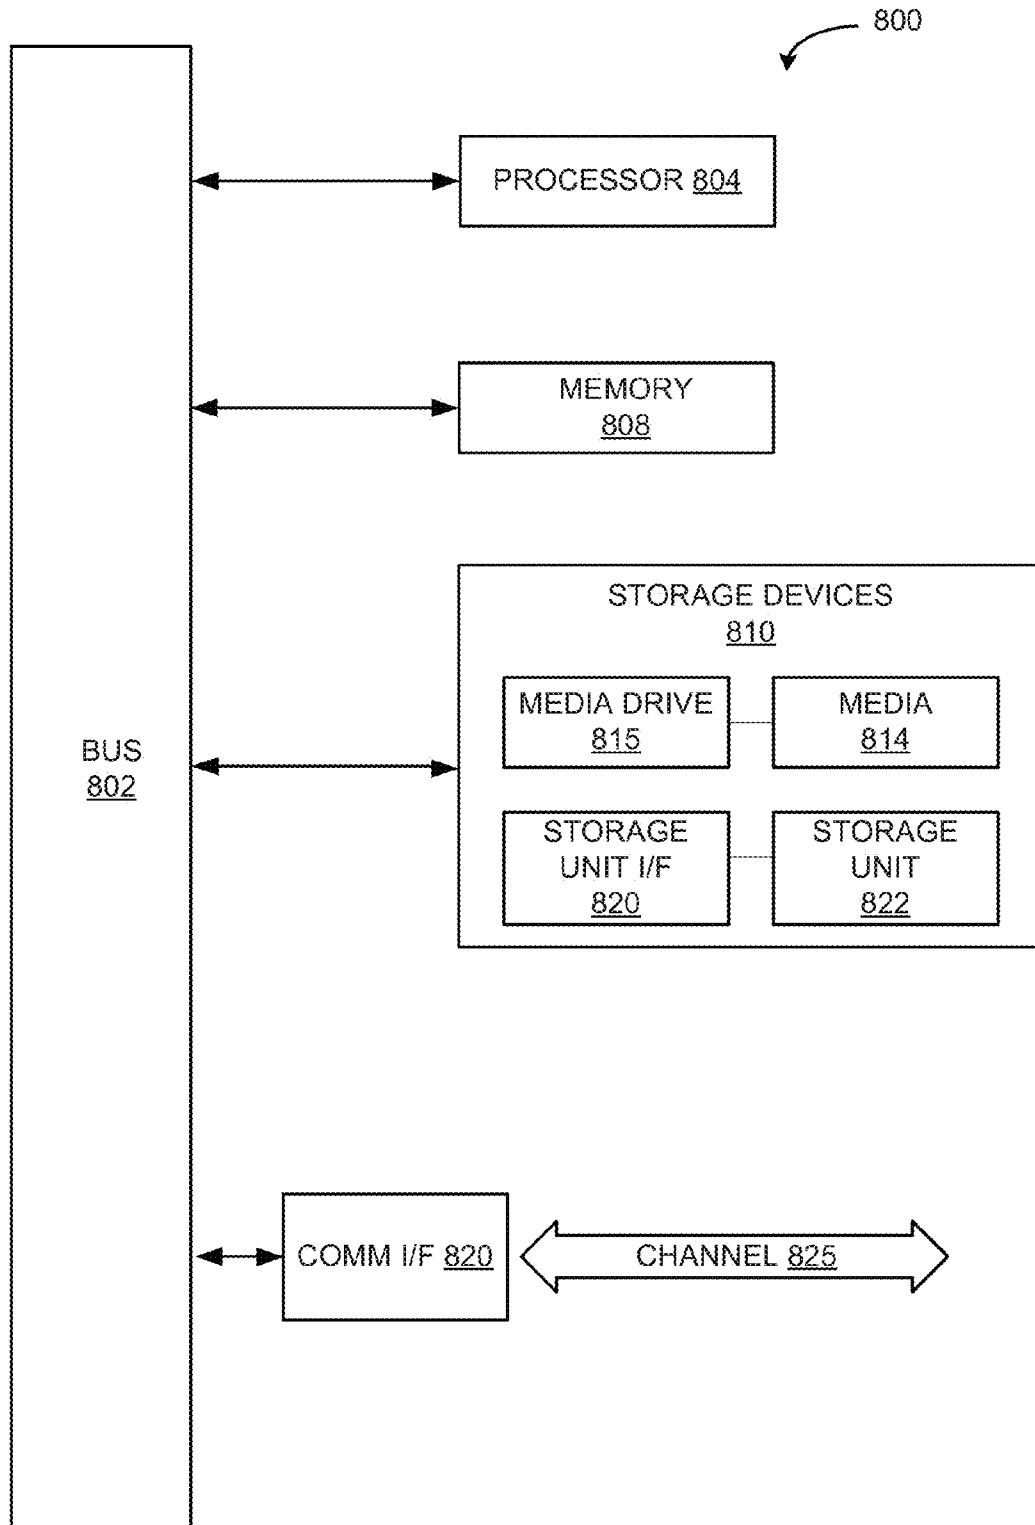 800
PROCESSOR 804
MEMORY
808
STORAGE DEVICES
810
MEDIA DRIVE
815
MEDIA
814
BUS
802
STORAGE
UNIT I/F
820
STORAGE
UNIT
822
COMM I/F 820
CHANNEL 825